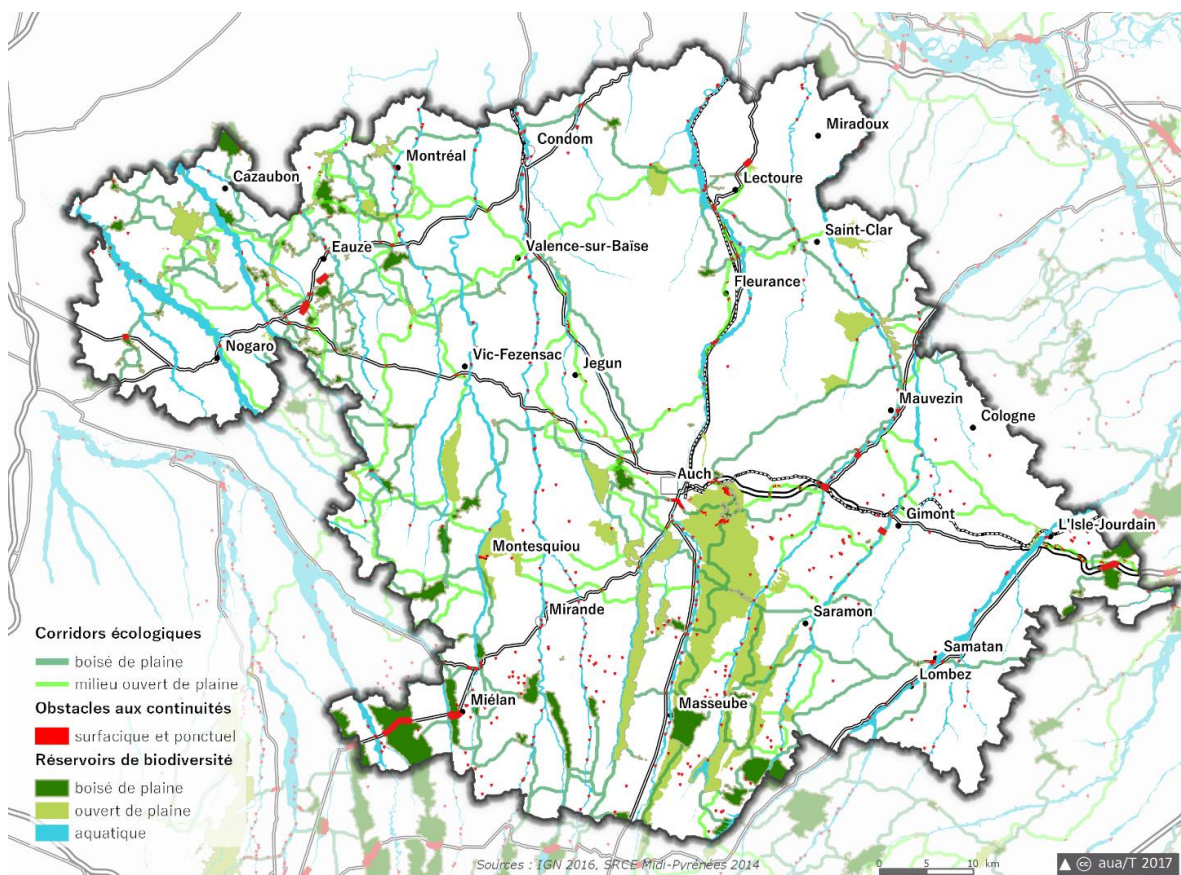 Miradoux
Condom
Montréal
Cazaubon
Lectoure
Saint-Clar
Eauze
Valence-sur-Baïse
Fleurance
Nogaro
Vic-Fezensac
Jegun
Mauvezin
Cologne
Auch
Gimont
L'Isle-Jourdain
Montesquiou
Mirande
Saramon
Samatan
Lombez
Miélan
Masseube
Corridors écologiques
boisé de plaine
milieu ouvert de plaine
Obstacles aux continuités
surfacique et ponctuel
Réservoirs de biodiversité
boisé de plaine
ouvert de plaine
aquatique
Sources : IGN 2016, SRCE Midi-Pyrénées 2014
0 5 10 km
cc aua/T 2017